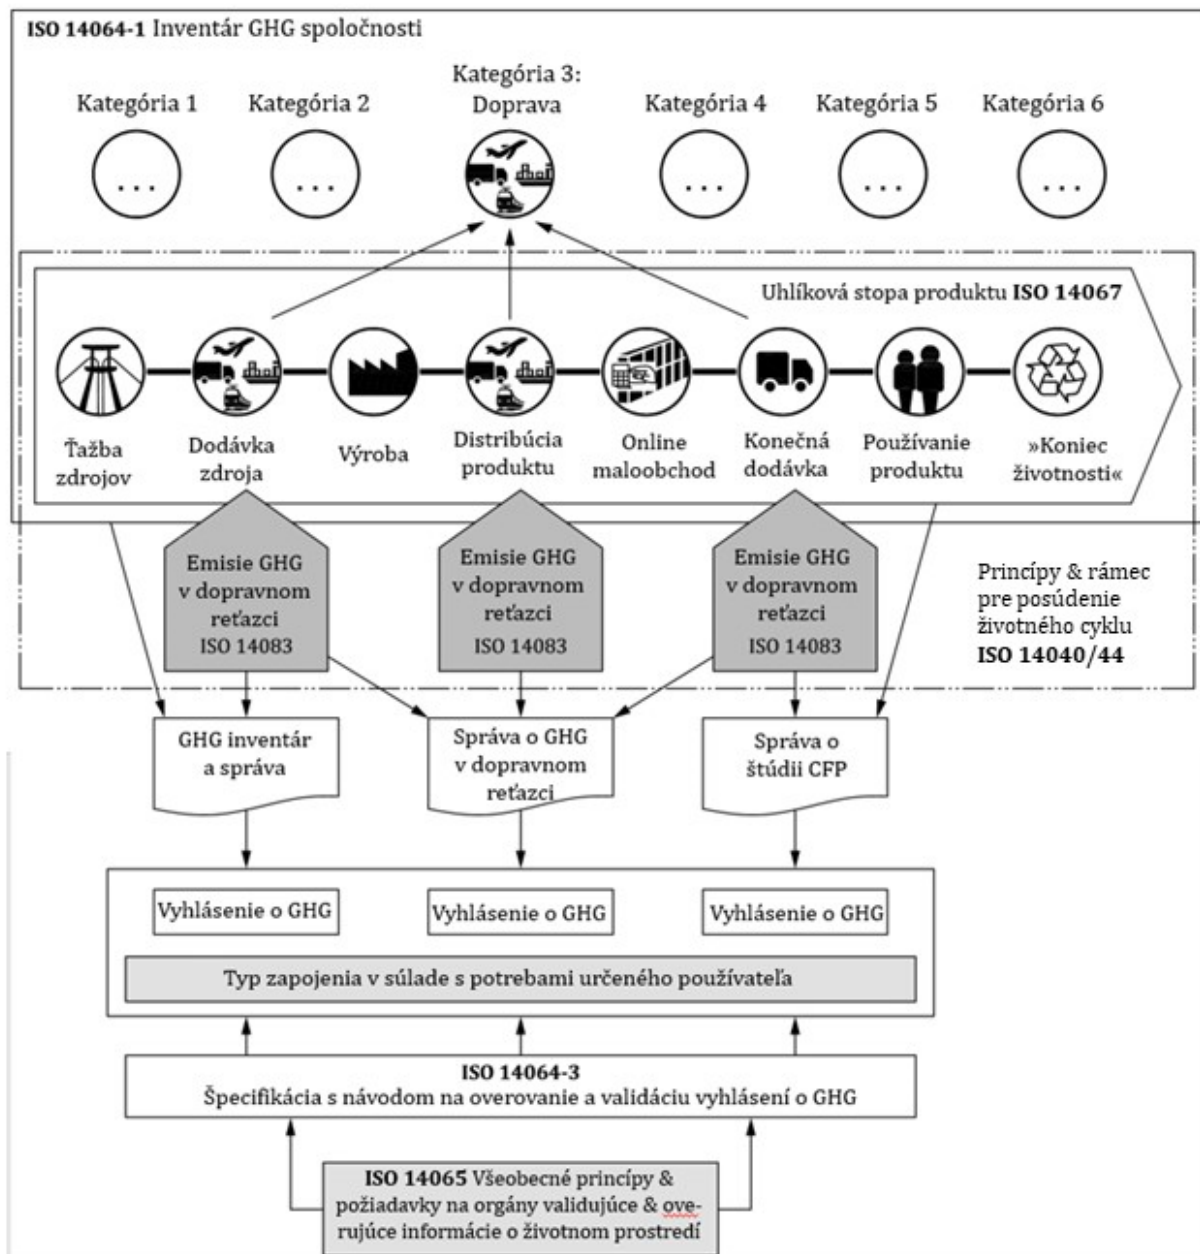 ISO 14064-1 Inventár GHG spoločnosti
Kategória 1
Kategória 2
Kategória 3:
Doprava
Kategória 4
Kategória 5
Kategória 6
...
...
...
...
...
Uhlíková stopa produktu ISO 14067
Ťažba
zdrojov
Dodávka
zdroja
Výroba
Distribúcia
produktu
Online
maloobchod
Konečná
dodávka
Používanie
produktu
»Koniec
životnosti«
Emisie GHG
v dopravnom
reťazci
ISO 14083
Emisie GHG
v dopravnom
reťazci
ISO 14083
Emisie GHG
v dopravnom
reťazci
ISO 14083
Princípy & rámec
pre posúdenie
životného cyklu
ISO 14040/44
GHG inventár
a správa
Správa o GHG
v dopravnom
reťazci
Správa o
štúdii CFP
Vyhlásenie o GHG
Vyhlásenie o GHG
Vyhlásenie o GHG
Typ zapojenia v súlade s potrebami určeného používateľa
ISO 14064-3
Špecifikácia s návodom na overovanie a validáciu vyhlásení o GHG
ISO 14065 Všeobecné princípy &
požiadavky na orgány validujúce & ove-
rujúce informácie o životnom prostredí